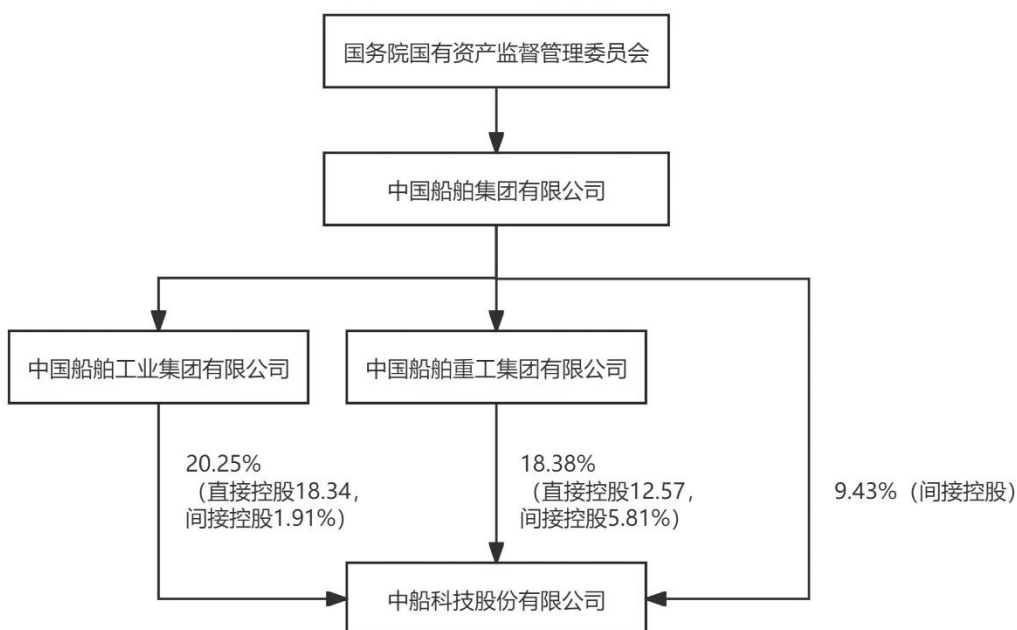 国务院国有资产监督管理委员会
中国船舶集团有限公司
中国船舶工业集团有限公司
中国船舶重工集团有限公司
20.25%
（直接控股18.34，
间接控股1.91%）
18.38%
（直接控股12.57，
间接控股5.81%）
9.43%（间接控股）
中船科技股份有限公司